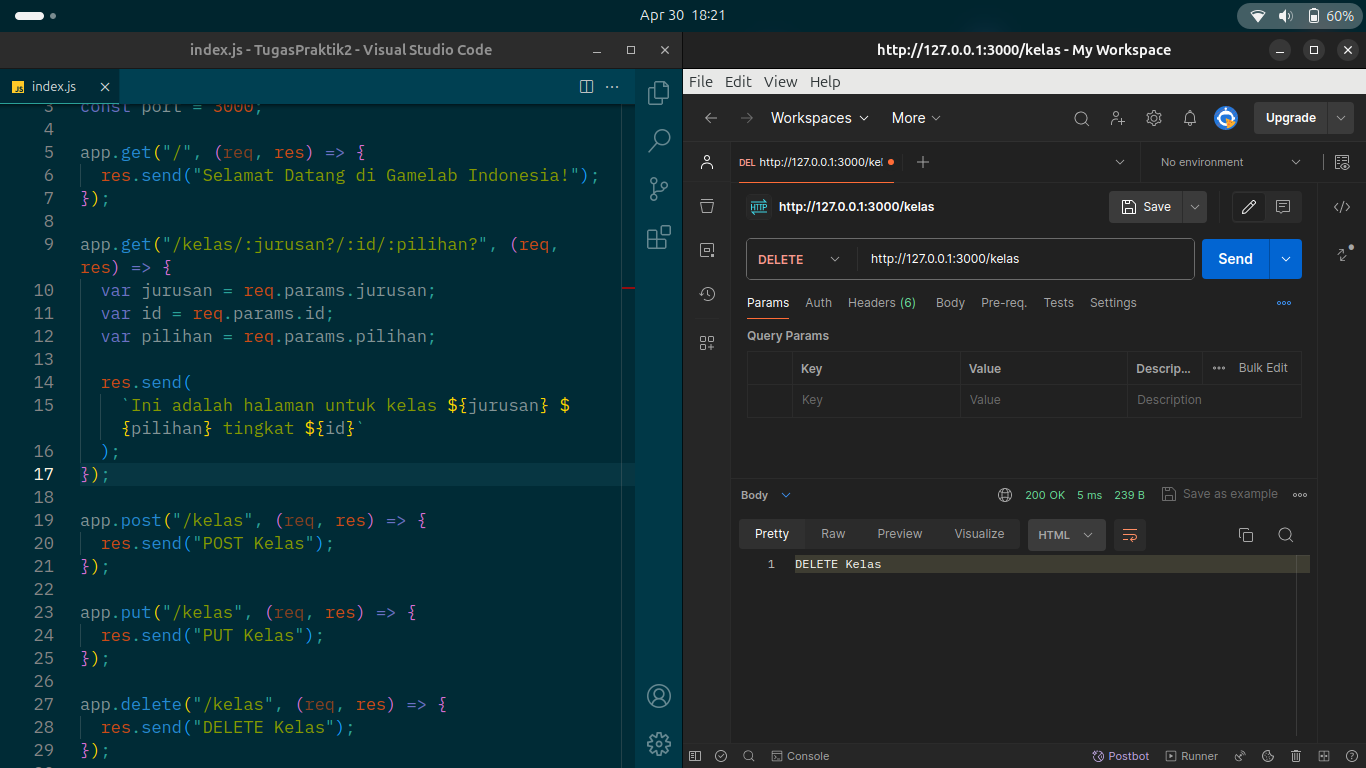 Apr 30 18:21
60%
index.js - TugasPraktik2 - Visual Studio Code
JS index.js
3 const port = 3000;
4
5 app.get("/", (req, res) => {
6 res.send("Selamat Datang di Gamelab Indonesia!");
7 });
8
9 app.get("/kelas/:jurusan?/:id/:pilihan?", (req,
res) => {
10 var jurusan = req.params.jurusan;
11 var id = req.params.id;
12 var pilihan = req.params.pilihan;
13
14 res.send(
15 `Ini adalah halaman untuk kelas ${jurusan} $
{pilihan} tingkat ${id}`
16 );
17 });
18
19 app.post("/kelas", (req, res) => {
20 res.send("POST Kelas");
21 });
22
23 app.put("/kelas", (req, res) => {
24 res.send("PUT Kelas");
25 });
26
27 app.delete("/kelas", (req, res) => {
28 res.send("DELETE Kelas");
29 });
http://127.0.0.1:3000/kelas - My Workspace
File Edit View Help
Workspaces More Upgrade
DEL http://127.0.0.1:3000/kel No environment
HTTP http://127.0.0.1:3000/kelas Save
DELETE http://127.0.0.1:3000/kelas Send
Params Auth Headers (6) Body Pre-req. Tests Settings
Query Params
Key Value Descrip... Bulk Edit
Key Value Description
Body 200 OK 5 ms 239 B Save as example
Pretty Raw Preview Visualize HTML
1 DELETE Kelas
Console Postbot Runner